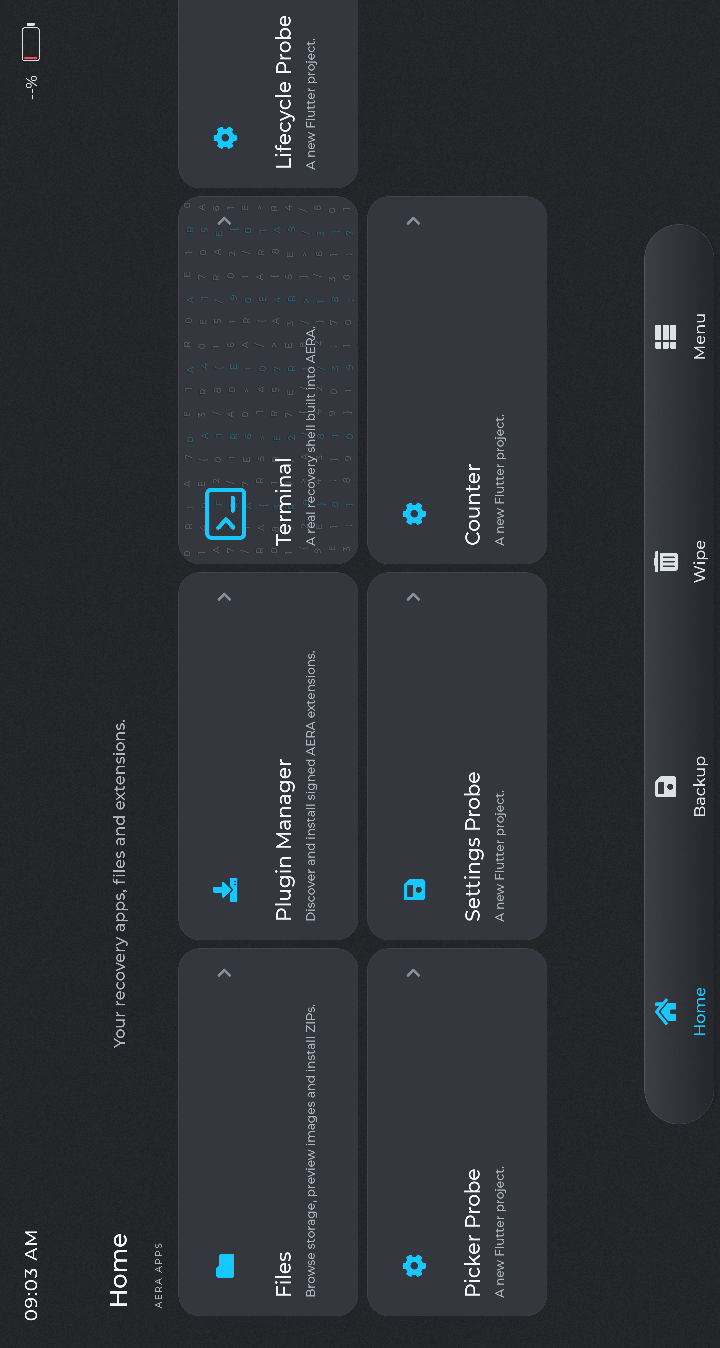 09:03 AM
--%
Home
Your recovery apps, files and extensions.
AERA APPS
Files
Browse storage, preview images and install ZIPs.
Plugin Manager
Discover and install signed AERA extensions.
Terminal
A real recovery shell built into AERA.
Lifecycle Probe
A new Flutter project.
Picker Probe
A new Flutter project.
Settings Probe
A new Flutter project.
Counter
A new Flutter project.
Home
Backup
Wipe
Menu